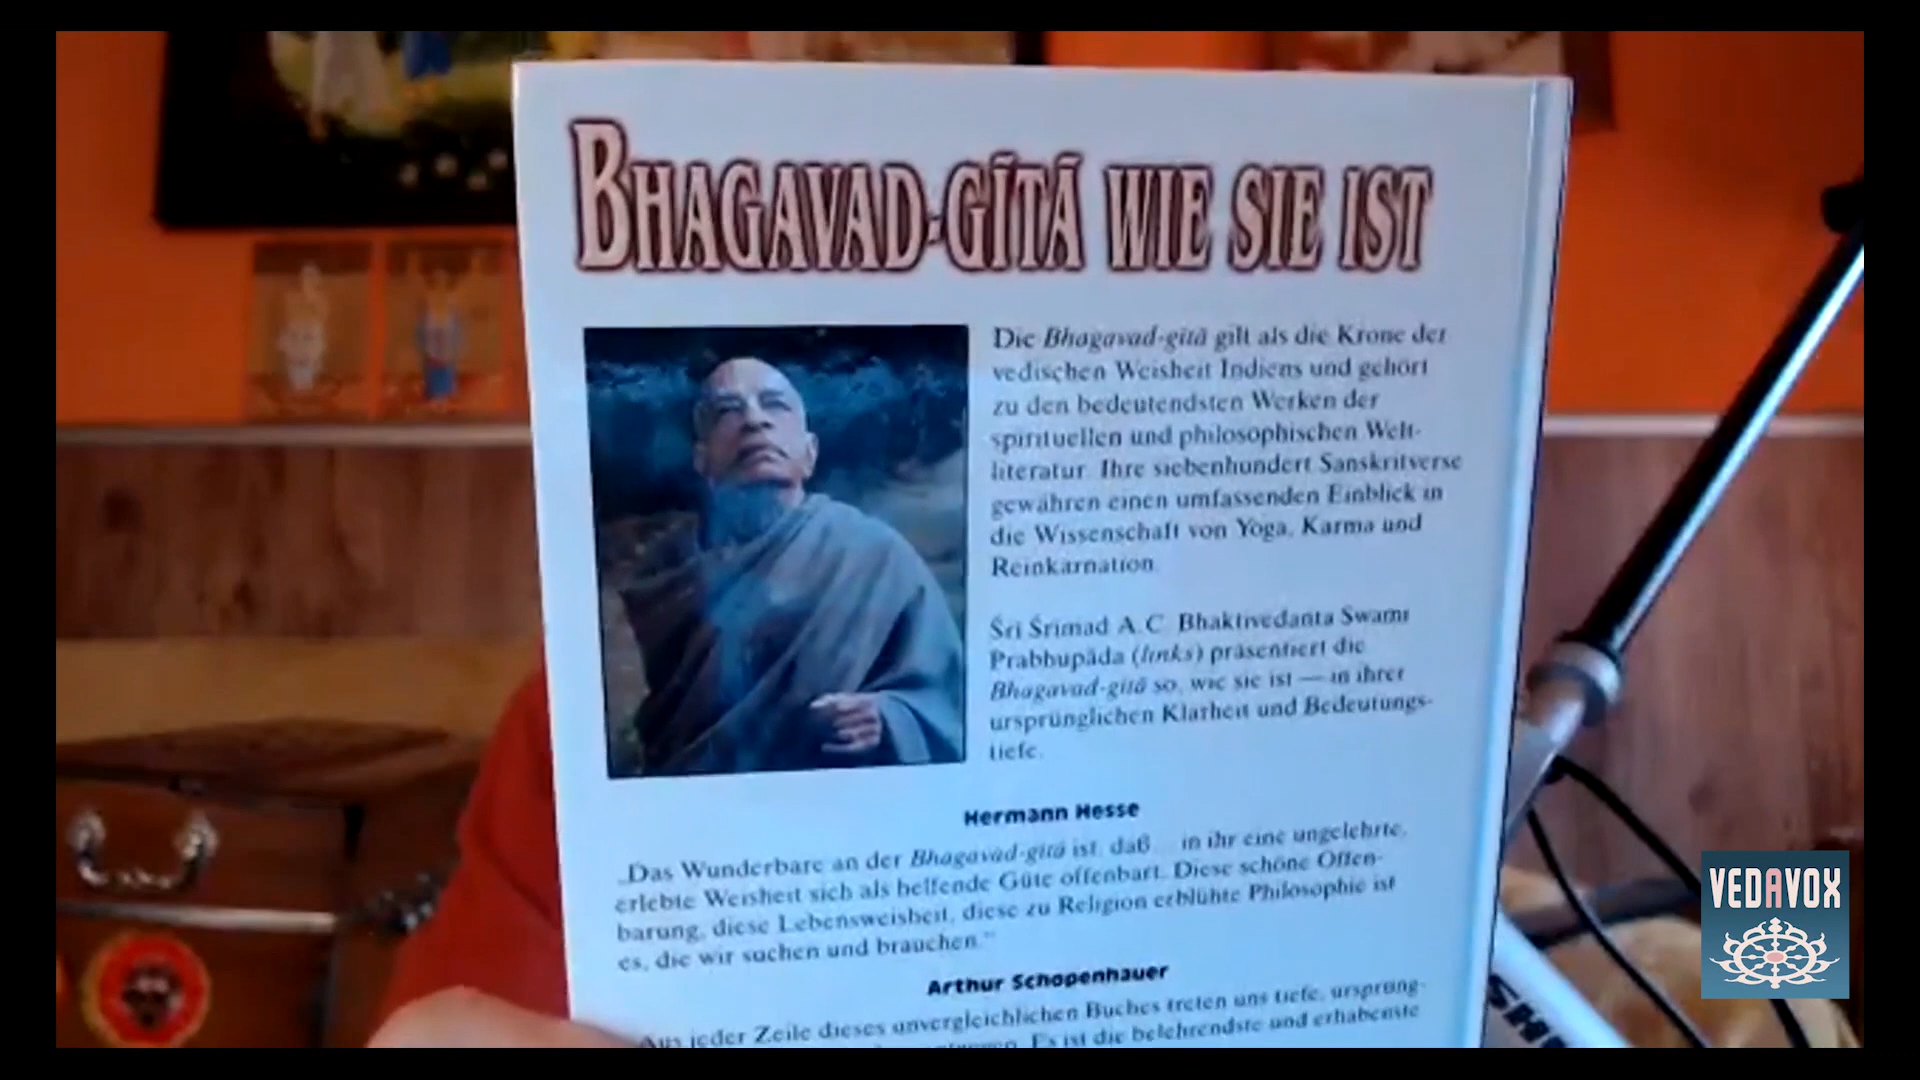 BHAGAVAD-GĪTĀ WIE SIE IST
Die Bhagavad-gītā gilt als die Krone der
vedischen Weisheit Indiens und gehört
zu den bedeutendsten Werken der
spirituellen und philosophischen Welt-
literatur. Ihre siebenhundert Sanskritverse
gewähren einen umfassenden Einblick in
die Wissenschaft von Yoga, Karma und
Reinkarnation.
Śrī Śrīmad A.C. Bhaktivedanta Swami
Prabhupāda (links) präsentiert die
Bhagavad-gītā so, wie sie ist — in ihrer
ursprünglichen Klarheit und Bedeutungs-
tiefe.
Hermann Hesse
„Das Wunderbare an der Bhagavad-gītā ist, daß ... in ihr eine ungelehrte,
erlebte Weisheit sich als helfende Güte offenbart. Diese schöne Offen-
barung, diese Lebensweisheit, diese zu Religion erblühte Philosophie ist
es, die wir suchen und brauchen.“
Arthur Schopenhauer
„Aus jeder Zeile dieses unvergleichlichen Buches treten uns tiefe, ursprüng-
Es ist die belehrendste und erhabenste
VEDAVOX